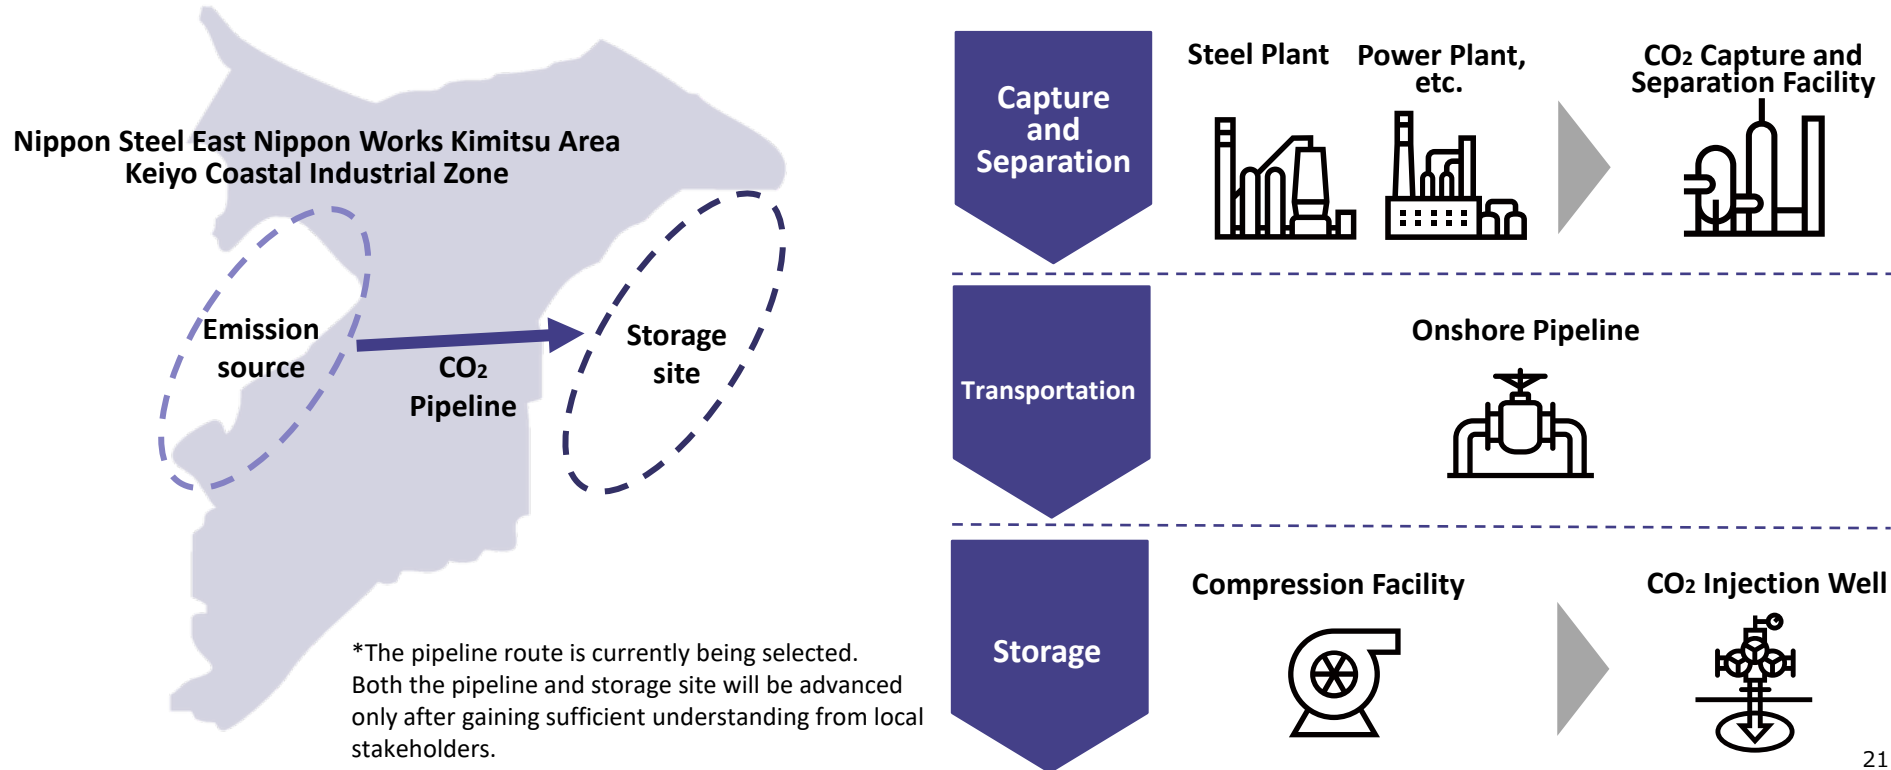 Nippon Steel East Nippon Works Kimitsu Area
Keiyo Coastal Industrial Zone
Emission
source
CO₂
Pipeline
Storage
site
*The pipeline route is currently being selected.
Both the pipeline and storage site will be advanced
only after gaining sufficient understanding from local
stakeholders.
Capture
and
Separation
Steel Plant
Power Plant,
etc.
CO₂ Capture and
Separation Facility
Transportation
Onshore Pipeline
Storage
Compression Facility
CO₂ Injection Well
21